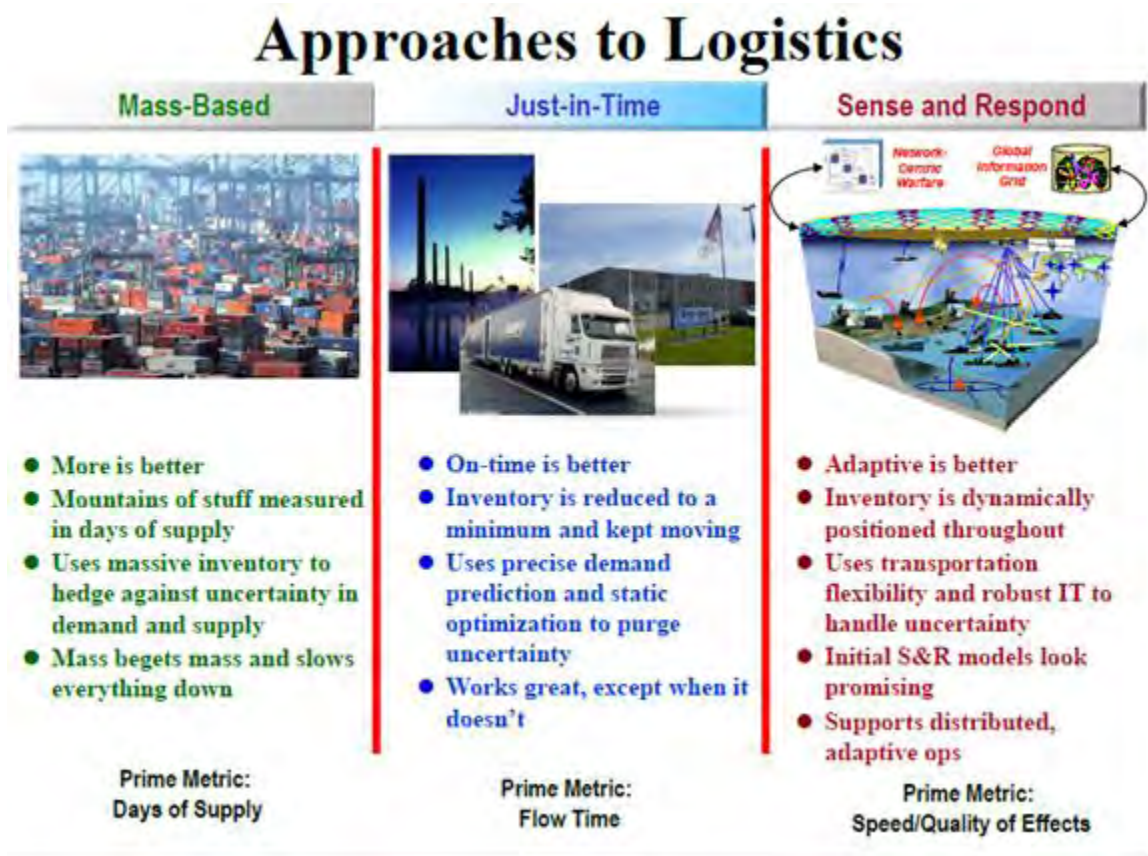 Approaches to Logistics
Mass-Based
Just-in-Time
Sense and Respond
Network-
Centric
Warfare
Global
Information
Grid
● More is better
● Mountains of stuff measured
in days of supply
● Uses massive inventory to
hedge against uncertainty in
demand and supply
● Mass begets mass and slows
everything down
Prime Metric:
Days of Supply
● On-time is better
● Inventory is reduced to a
minimum and kept moving
● Uses precise demand
prediction and static
optimization to purge
uncertainty
● Works great, except when it
doesn't
Prime Metric:
Flow Time
● Adaptive is better
● Inventory is dynamically
positioned throughout
● Uses transportation
flexibility and robust IT to
handle uncertainty
● Initial S&R models look
promising
● Supports distributed,
adaptive ops
Prime Metric:
Speed/Quality of Effects